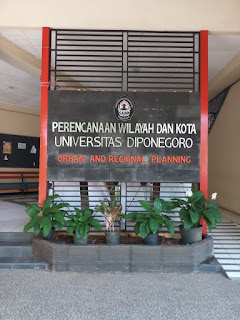 PERENCANAAN WILAYAH DAN KOTA
UNIVERSITAS DIPONEGORO
URBAN AND REGIONAL PLANNING